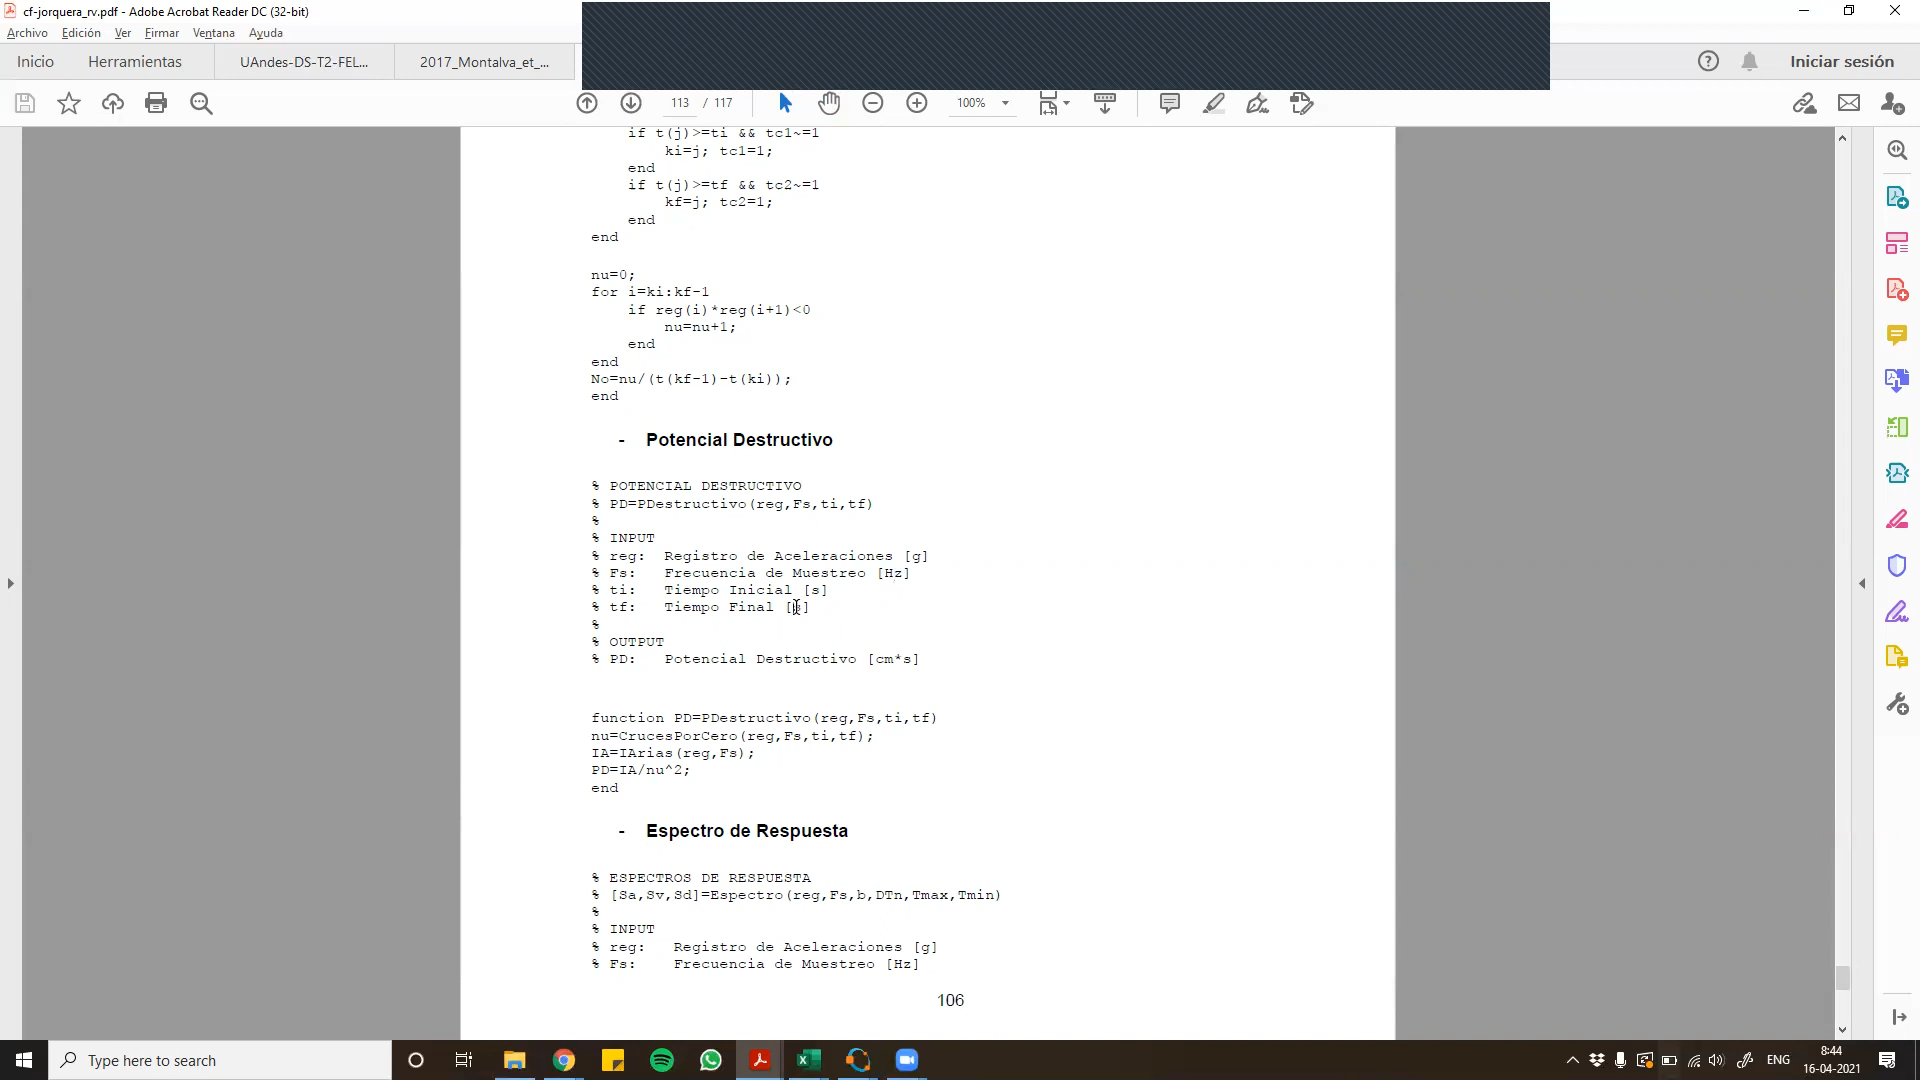 cf-jorquera_rv.pdf - Adobe Acrobat Reader DC (32-bit)
Archivo Edición Ver Firmar Ventana Ayuda
Inicio Herramientas UAndes-DS-T2-FEL... 2017_Montalva_et_... Iniciar sesión
113 / 117 100%
if t(j)>=ti && tc1~=1
ki=j; tc1=1;
end
if t(j)>=tf && tc2~=1
kf=j; tc2=1;
end
end
nu=0;
for i=ki:kf-1
if reg(i)*reg(i+1)<0
nu=nu+1;
end
end
No=nu/(t(kf-1)-t(ki));
end
- Potencial Destructivo
% POTENCIAL DESTRUCTIVO
% PD=PDestructivo(reg,Fs,ti,tf)
%
% INPUT
% reg: Registro de Aceleraciones [g]
% Fs: Frecuencia de Muestreo [Hz]
% ti: Tiempo Inicial [s]
% tf: Tiempo Final [s]
%
% OUTPUT
% PD: Potencial Destructivo [cm*s]
function PD=PDestructivo(reg,Fs,ti,tf)
nu=CrucesPorCero(reg,Fs,ti,tf);
IA=IArias(reg,Fs);
PD=IA/nu^2;
end
- Espectro de Respuesta
% ESPECTROS DE RESPUESTA
% [Sa,Sv,Sd]=Espectro(reg,Fs,b,DTn,Tmax,Tmin)
%
% INPUT
% reg: Registro de Aceleraciones [g]
% Fs: Frecuencia de Muestreo [Hz]
106
Type here to search
ENG
8:44
16-04-2021